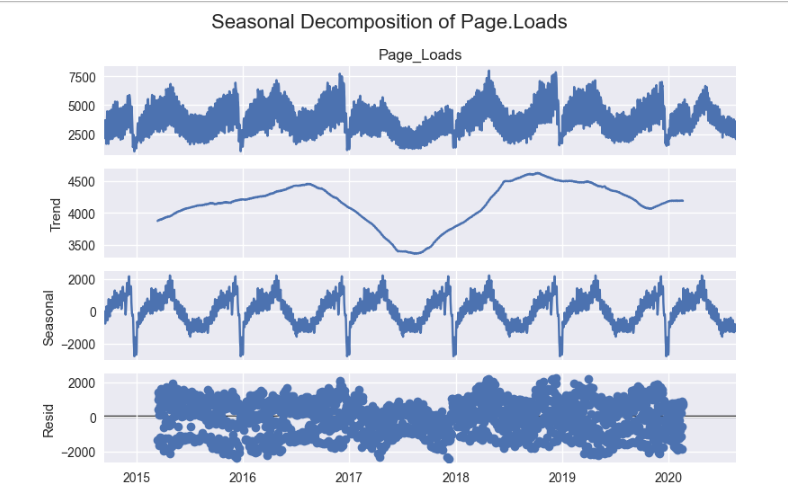 Seasonal Decomposition of Page.Loads
Page_Loads
7500
5000
2500
Trend
4500
4000
3500
Seasonal
2000
0
−2000
Resid
2000
0
−2000
2015 2016 2017 2018 2019 2020